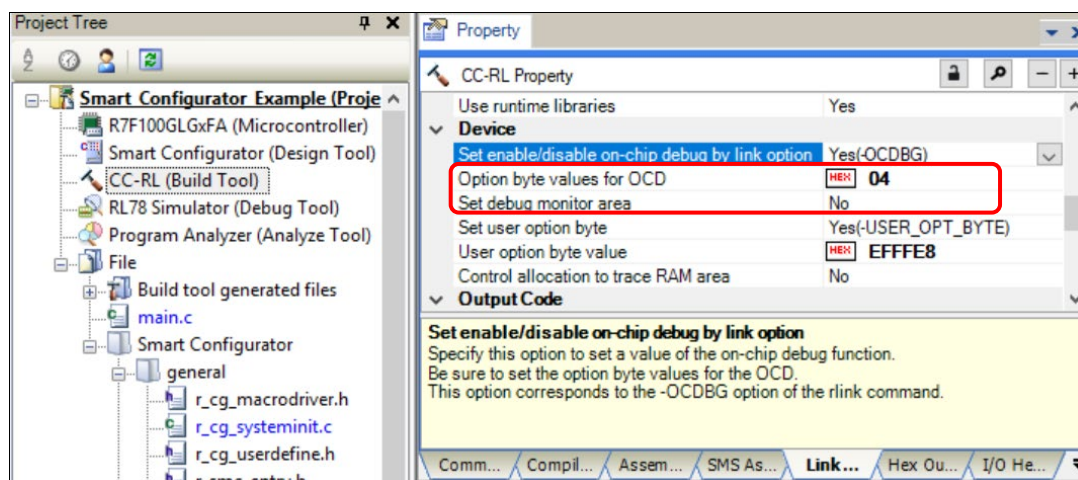 Project Tree
Smart Configurator Example (Proje
R7F100GLGxFA (Microcontroller)
Smart Configurator (Design Tool)
CC-RL (Build Tool)
RL78 Simulator (Debug Tool)
Program Analyzer (Analyze Tool)
File
Build tool generated files
main.c
Smart Configurator
general
r_cg_macrodriver.h
r_cg_systeminit.c
r_cg_userdefine.h
Property
CC-RL Property
Use runtime libraries Yes
Device
Set enable/disable on-chip debug by link option Yes(-OCDBG)
Option byte values for OCD HEX 04
Set debug monitor area No
Set user option byte Yes(-USER_OPT_BYTE)
User option byte value HEX EFFFE8
Control allocation to trace RAM area No
Output Code
Set enable/disable on-chip debug by link option
Specify this option to set a value of the on-chip debug function.
Be sure to set the option byte values for the OCD.
This option corresponds to the -OCDBG option of the rlink command.
Comm... Compil... Assem... SMS As... Link... Hex Ou... I/O He...